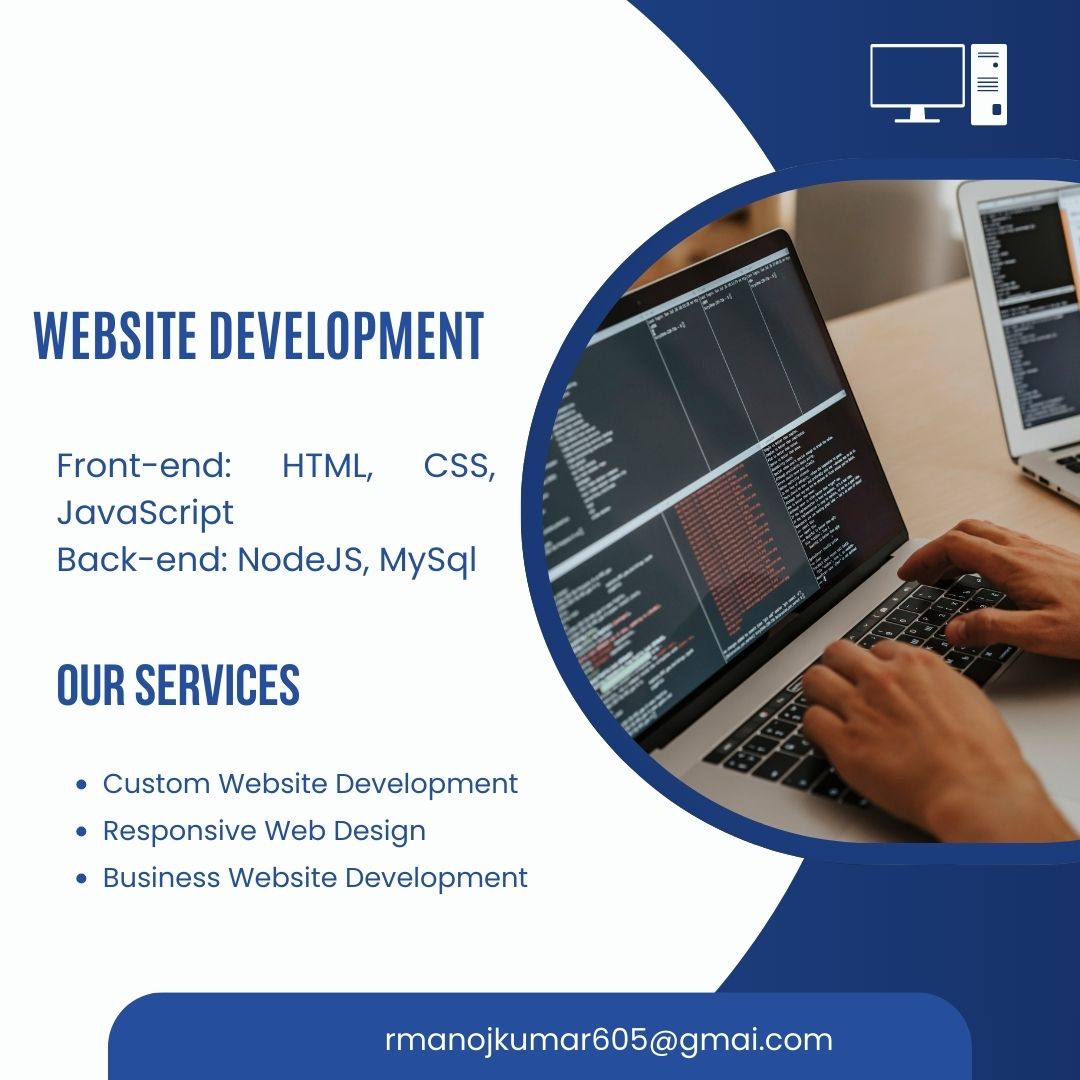 WEBSITE DEVELOPMENT
Front-end: HTML, CSS,
JavaScript
Back-end: NodeJS, MySql
OUR SERVICES
• Custom Website Development
• Responsive Web Design
• Business Website Development
rmanojkumar605@gmai.com